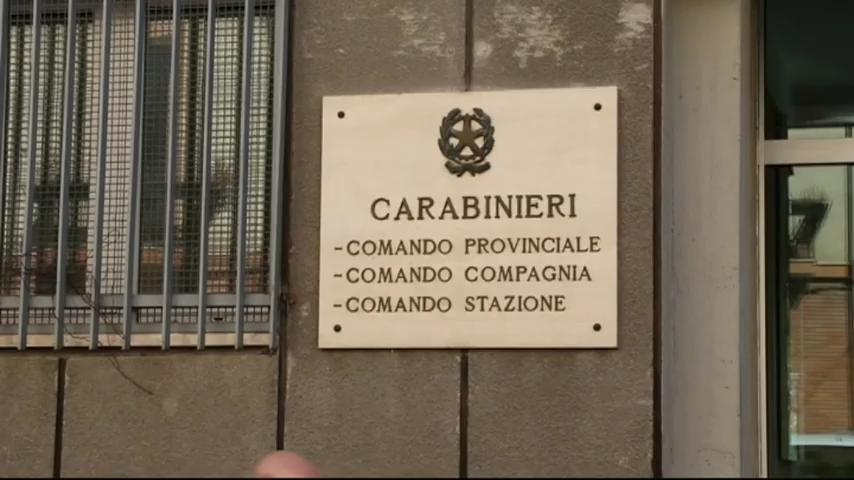 CARABINIERI
-COMANDO PROVINCIALE
-COMANDO COMPAGNIA
-COMANDO STAZIONE